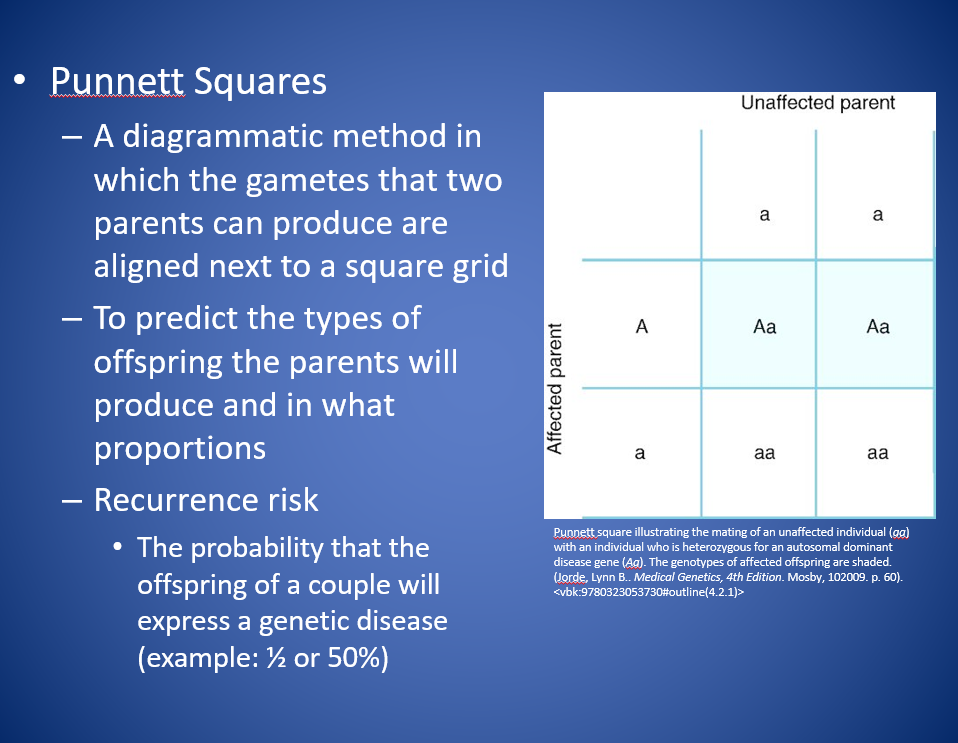 • Punnett Squares
– A diagrammatic method in
which the gametes that two
parents can produce are
aligned next to a square grid
– To predict the types of
offspring the parents will
produce and in what
proportions
– Recurrence risk
• The probability that the
offspring of a couple will
express a genetic disease
(example: ½ or 50%)
Unaffected parent
a a
Affected parent
A Aa Aa
a aa aa
Punnett square illustrating the mating of an unaffected individual (aa)
with an individual who is heterozygous for an autosomal dominant
disease gene (Aa). The genotypes of affected offspring are shaded.
(Jorde, Lynn B.. Medical Genetics, 4th Edition. Mosby, 102009. p. 60).
<vbk:9780323053730#outline(4.2.1)>